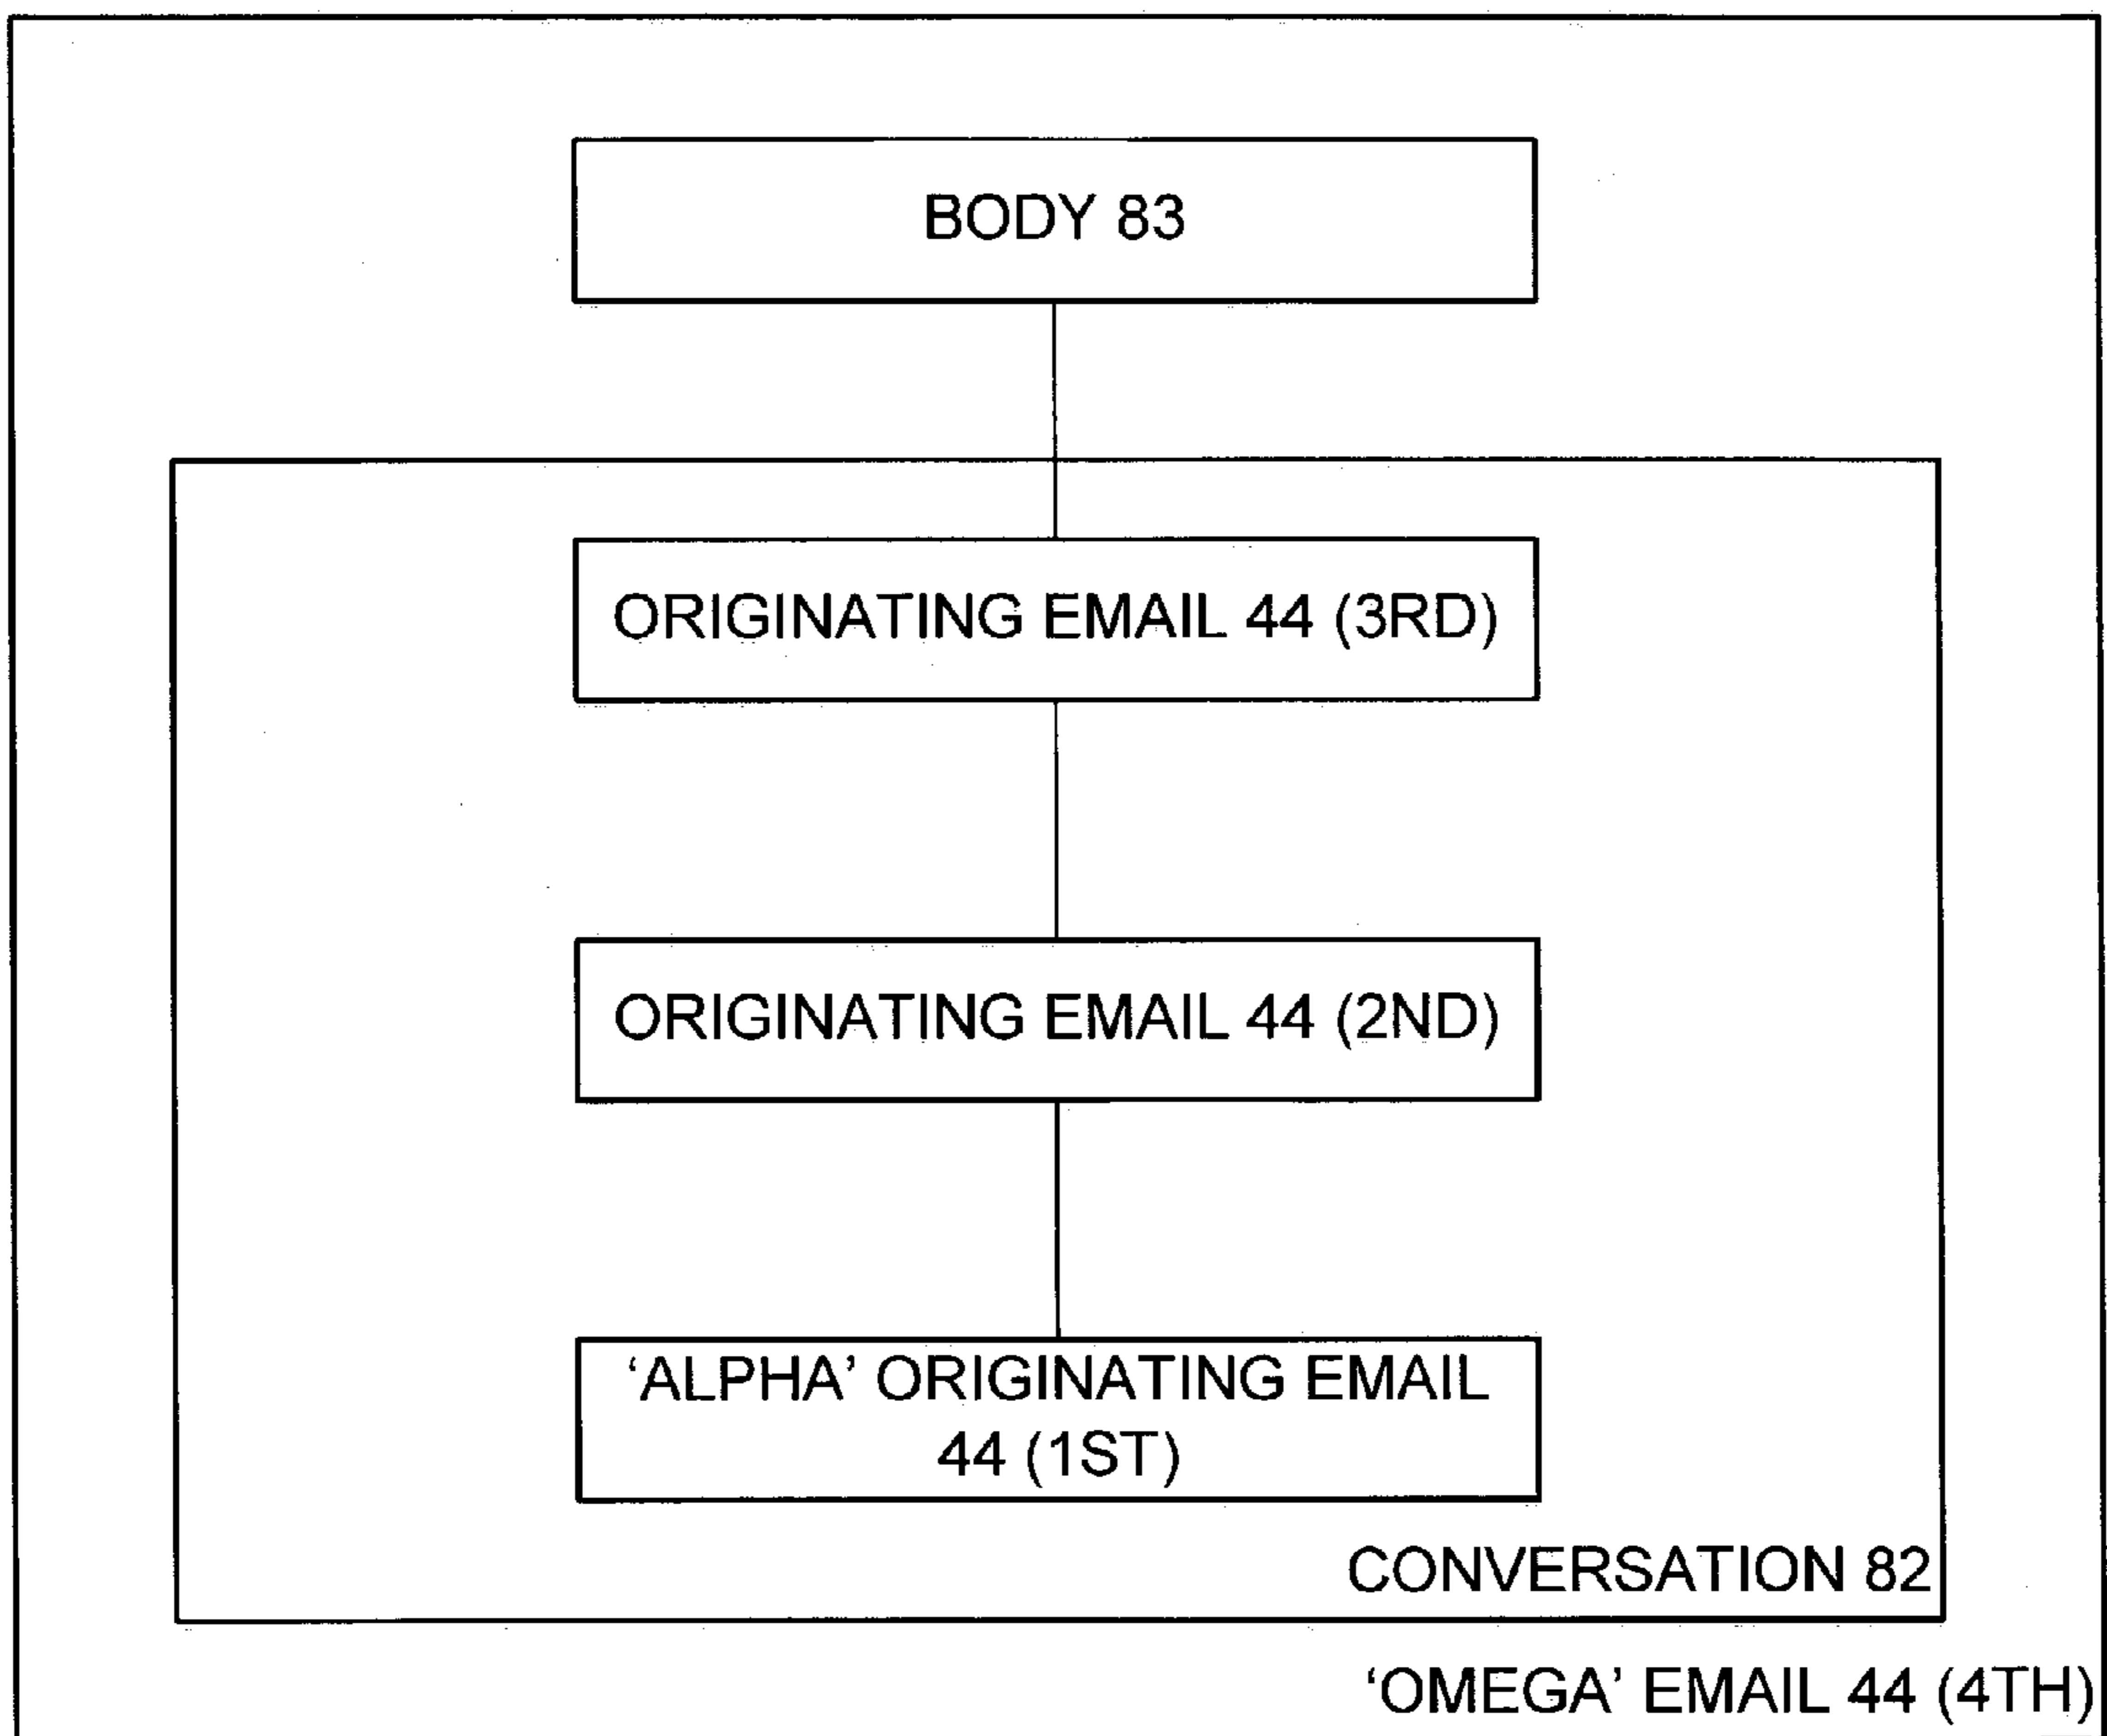 BODY 83
ORIGINATING EMAIL 44 (3RD)
ORIGINATING EMAIL 44 (2ND)
‘ALPHA’ ORIGINATING EMAIL
44 (1ST)
CONVERSATION 82
‘OMEGA’ EMAIL 44 (4TH)